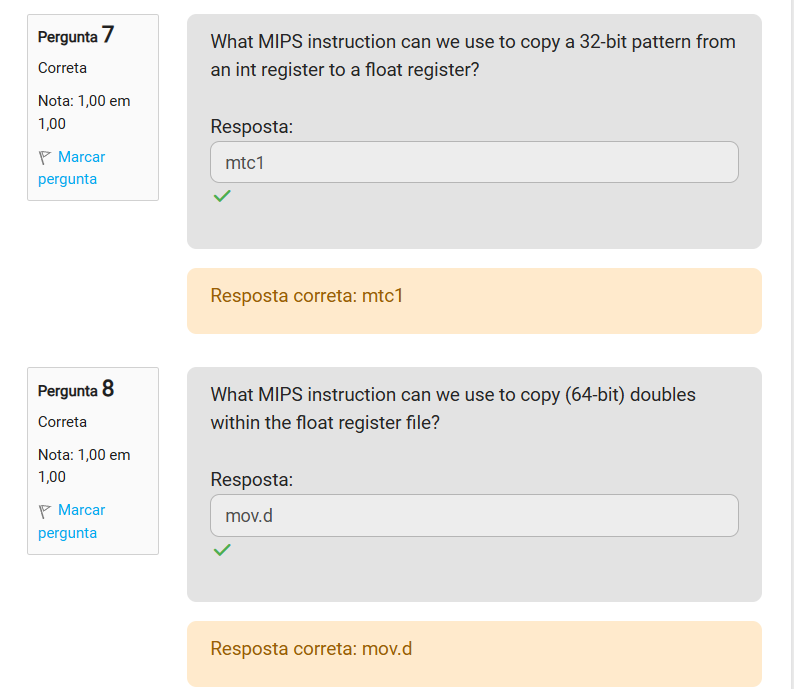 Pergunta 7
Correta
Nota: 1,00 em
1,00
Marcar
pergunta
What MIPS instruction can we use to copy a 32-bit pattern from
an int register to a float register?
Resposta:
mtc1
Resposta correta: mtc1
Pergunta 8
Correta
Nota: 1,00 em
1,00
Marcar
pergunta
What MIPS instruction can we use to copy (64-bit) doubles
within the float register file?
Resposta:
mov.d
Resposta correta: mov.d